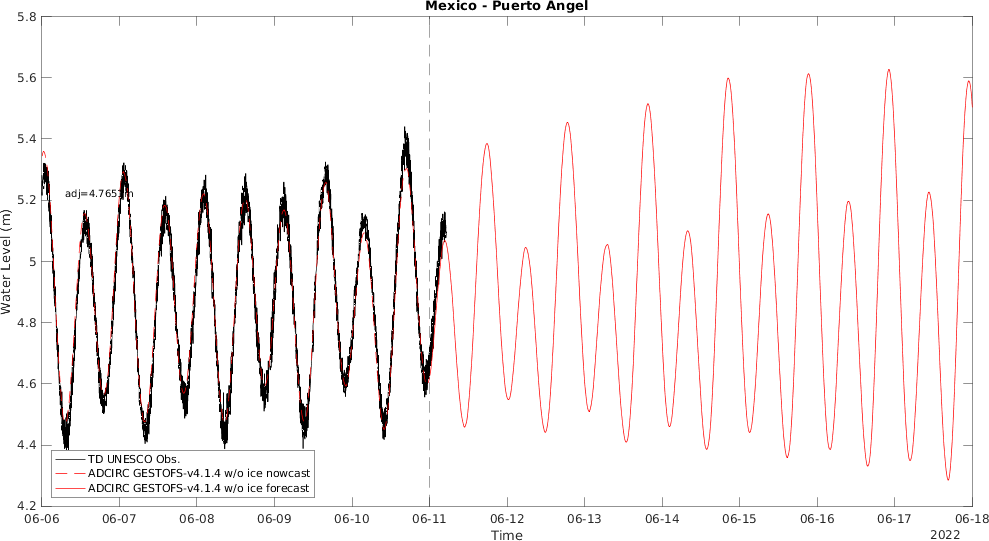 Mexico - Puerto Angel
5.8
5.6
5.4
5.2
5
4.8
4.6
4.4
4.2
Water Level (m)
TD UNESCO Obs.
ADCIRC GESTOFS-v4.1.4 w/o ice nowcast
ADCIRC GESTOFS-v4.1.4 w/o ice forecast
06-06 06-07 06-08 06-09 06-10 06-11 06-12 06-13 06-14 06-15 06-16 06-17 06-18
Time
2022